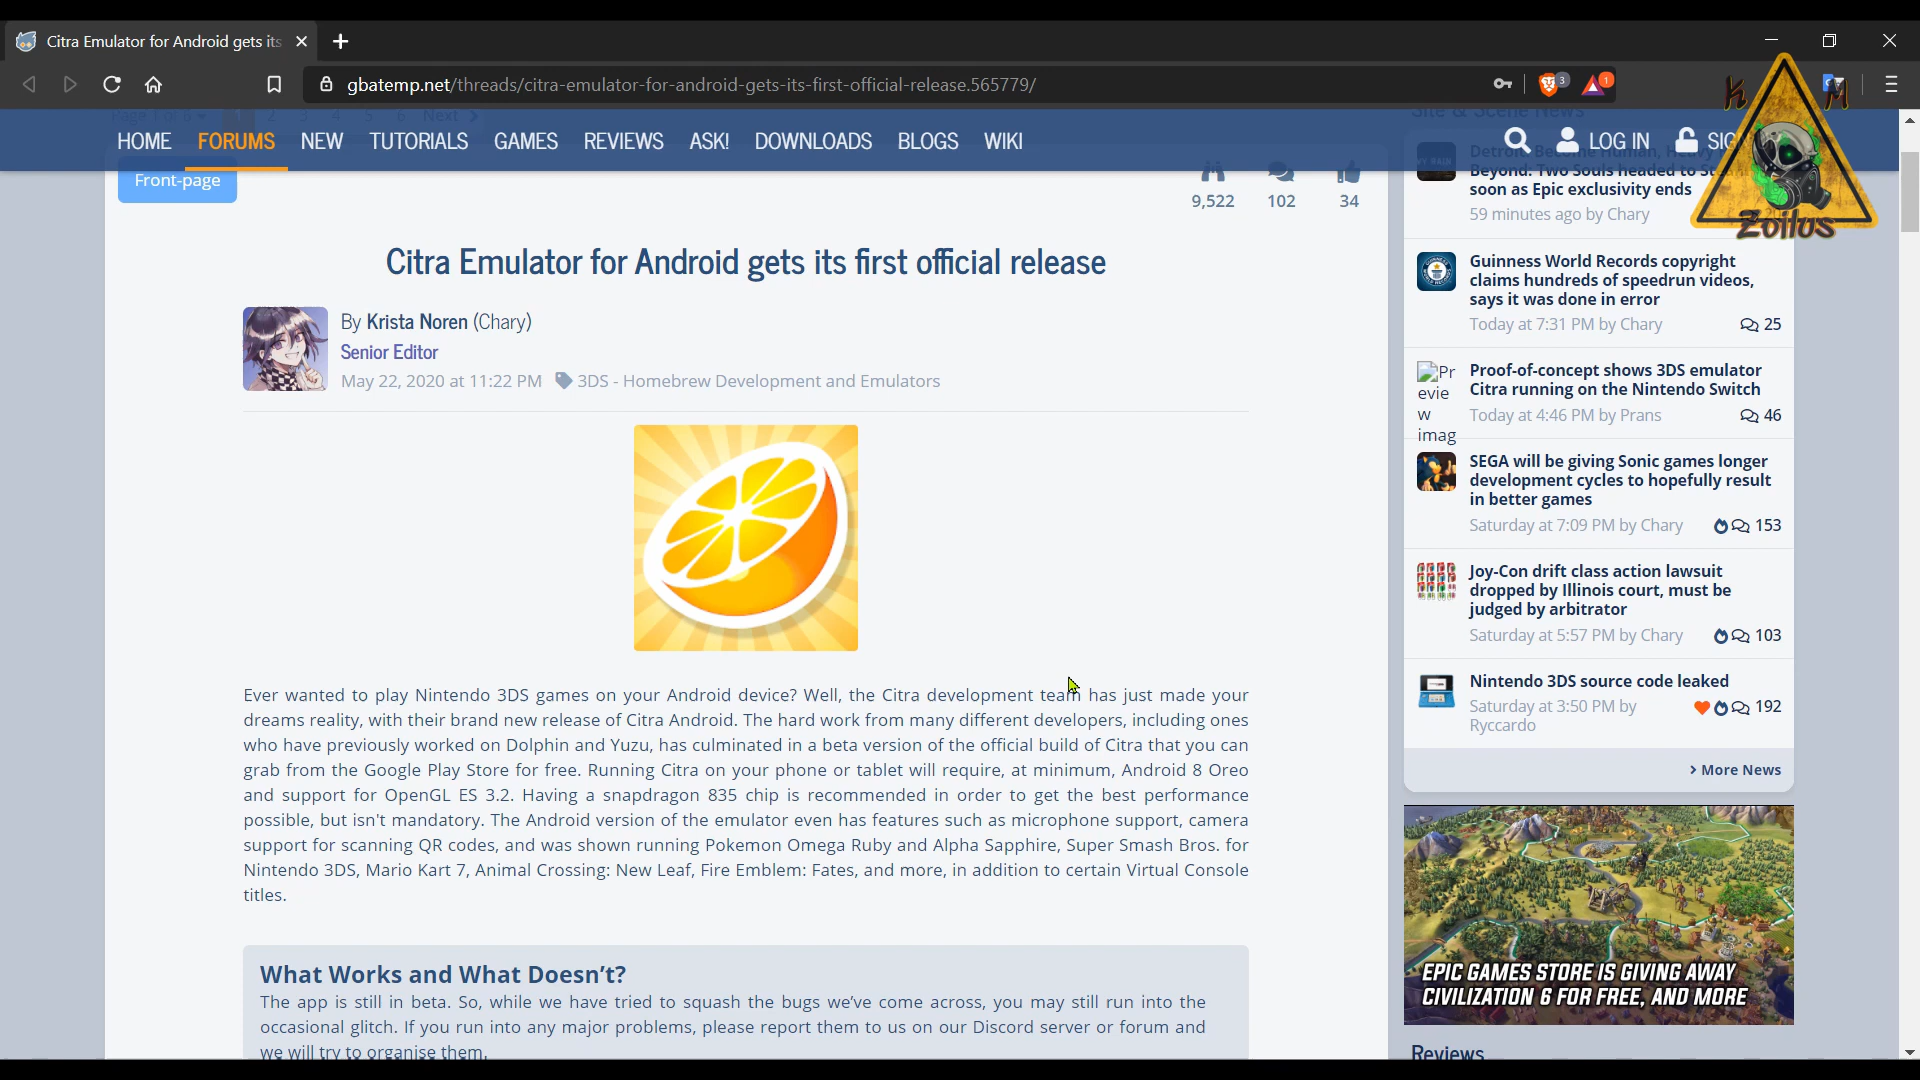 Citra Emulator for Android gets its
gbatemp.net/threads/citra-emulator-for-android-gets-its-first-official-release.565779/
3
1
HOME FORUMS NEW TUTORIALS GAMES REVIEWS ASK! DOWNLOADS BLOGS WIKI
LOG IN
Front-page
9,522 102 34
Citra Emulator for Android gets its first official release
By Krista Noren (Chary)
Senior Editor
May 22, 2020 at 11:22 PM 3DS - Homebrew Development and Emulators
Ever wanted to play Nintendo 3DS games on your Android device? Well, the Citra development team has just made your
dreams reality, with their brand new release of Citra Android. The hard work from many different developers, including ones
who have previously worked on Dolphin and Yuzu, has culminated in a beta version of the official build of Citra that you can
grab from the Google Play Store for free. Running Citra on your phone or tablet will require, at minimum, Android 8 Oreo
and support for OpenGL ES 3.2. Having a snapdragon 835 chip is recommended in order to get the best performance
possible, but isn't mandatory. The Android version of the emulator even has features such as microphone support, camera
support for scanning QR codes, and was shown running Pokemon Omega Ruby and Alpha Sapphire, Super Smash Bros. for
Nintendo 3DS, Mario Kart 7, Animal Crossing: New Leaf, Fire Emblem: Fates, and more, in addition to certain Virtual Console
titles.
What Works and What Doesn't?
The app is still in beta. So, while we have tried to squash the bugs we've come across, you may still run into the
occasional glitch. If you run into any major problems, please report them to us on our Discord server or forum and
we will try to organise them.
Site & Scene News
Detroit: Become Human, Heavy
Beyond: Two Souls headed to
soon as Epic exclusivity ends
59 minutes ago by Chary
Guinness World Records copyright
claims hundreds of speedrun videos,
says it was done in error
Today at 7:31 PM by Chary 25
Proof-of-concept shows 3DS emulator
Citra running on the Nintendo Switch
Today at 4:46 PM by Prans 46
Pr
evie
w
imag
SEGA will be giving Sonic games longer
development cycles to hopefully result
in better games
Saturday at 7:09 PM by Chary 153
Joy-Con drift class action lawsuit
dropped by Illinois court, must be
judged by arbitrator
Saturday at 5:57 PM by Chary 103
Nintendo 3DS source code leaked
Saturday at 3:50 PM by 192
Ryccardo
> More News
EPIC GAMES STORE IS GIVING AWAY
CIVILIZATION 6 FOR FREE, AND MORE
Reviews
K M
Zoilus